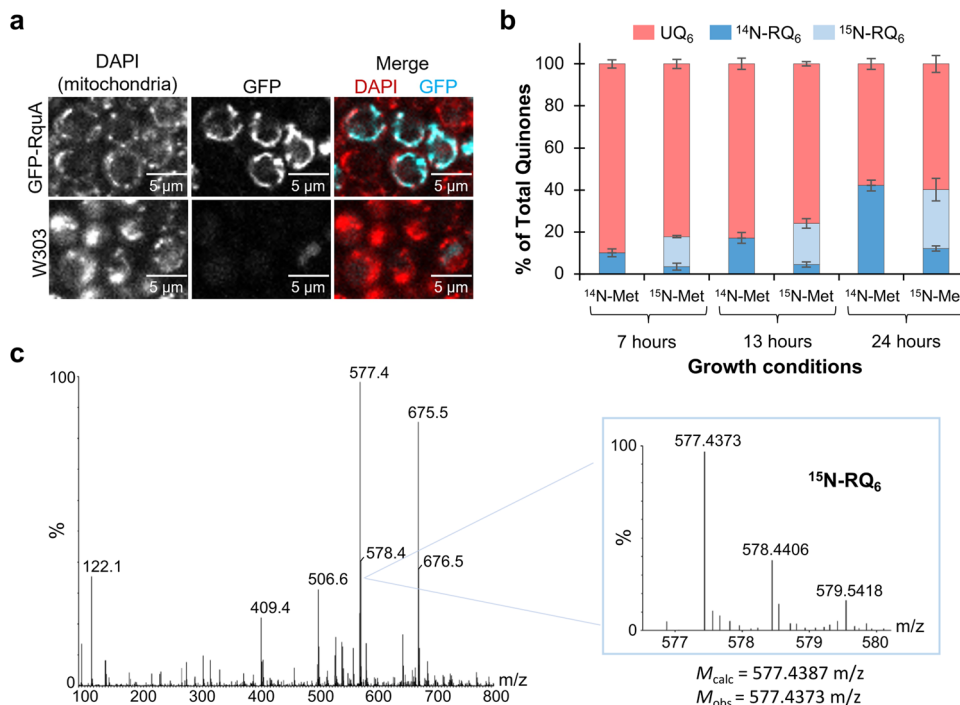 a
DAPI
(mitochondria)
GFP
Merge
DAPI GFP
GFP-RquA
5 µm
5 µm
5 µm
W303
5 µm
5 µm
5 µm
b
UQ₆ ¹⁴N-RQ₆ ¹⁵N-RQ₆
% of Total Quinones
100
80
60
40
20
0
¹⁴N-Met ¹⁵N-Met ¹⁴N-Met ¹⁵N-Met ¹⁴N-Met ¹⁵N-Me
7 hours 13 hours 24 hours
Growth conditions
c
100
%
0
122.1
409.4
506.6
577.4
578.4
675.5
676.5
100 200 300 400 500 600 700 800
m/z
100
%
0
577.4373
¹⁵N-RQ₆
578.4406
579.5418
577 578 579 580
m/z
Mcalc = 577.4387 m/z
Mobs = 577.4373 m/z